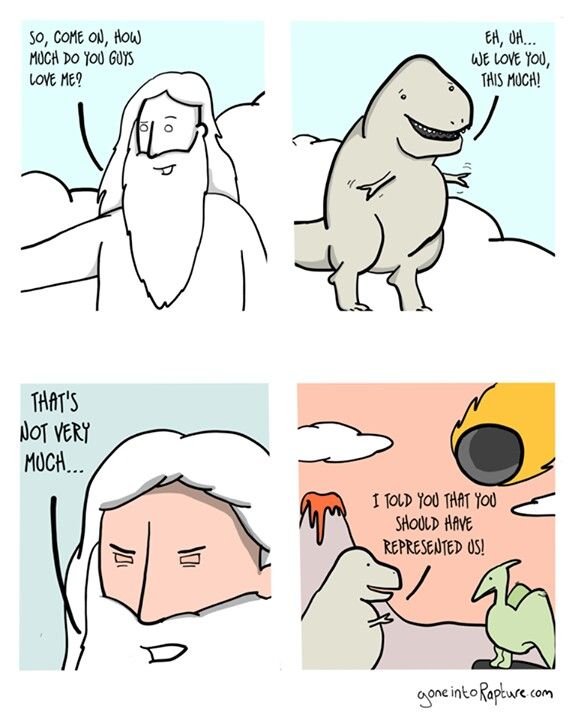 SO, COME ON, HOW
MUCH DO YOU GUYS
LOVE ME?
EH, UH...
WE LOVE YOU,
THIS MUCH!
THAT'S
NOT VERY
MUCH...
I TOLD YOU THAT YOU
SHOULD HAVE
REPRESENTED US!
goneintoRapture.com